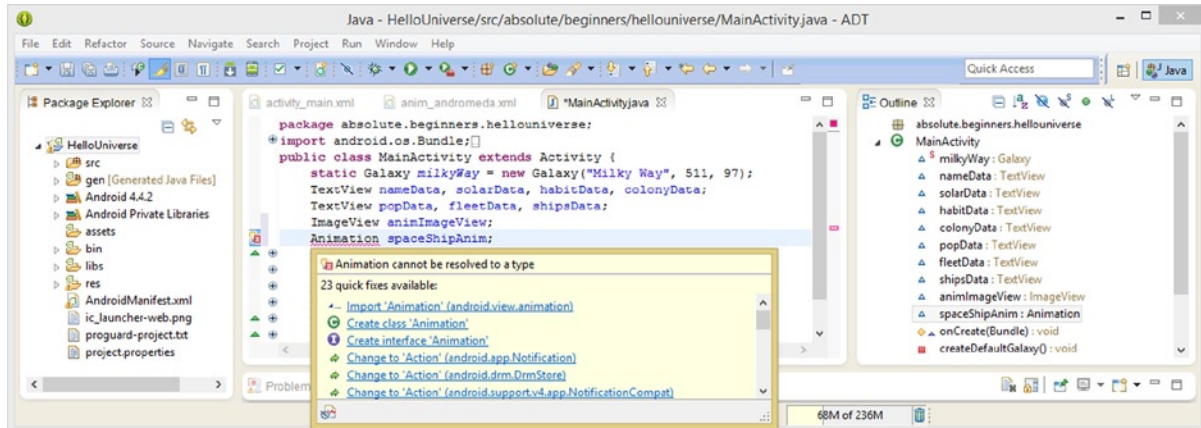 Java - HelloUniverse/src/absolute/beginners/hellouniverse/MainActivity.java - ADT
File Edit Refactor Source Navigate Search Project Run Window Help
Quick Access
Java
Package Explorer
HelloUniverse
src
gen [Generated Java Files]
Android 4.4.2
Android Private Libraries
assets
bin
libs
res
AndroidManifest.xml
ic_launcher-web.png
proguard-project.txt
project.properties
activity_main.xml anim_andromeda.xml *MainActivity.java
package absolute.beginners.hellouniverse;
import android.os.Bundle;
public class MainActivity extends Activity {
static Galaxy milkyWay = new Galaxy("Milky Way", 511, 97);
TextView nameData, solarData, habitData, colonyData;
TextView popData, fleetData, shipsData;
ImageView animImageView;
Animation spaceShipAnim;
Animation cannot be resolved to a type
23 quick fixes available:
Import 'Animation' (android.view.animation)
Create class 'Animation'
Create interface 'Animation'
Change to 'Action' (android.app.Notification)
Change to 'Action' (android.drm.DrmStore)
Change to 'Action' (android.support.v4.app.NotificationCompat)
Problem
Outline
absolute.beginners.hellouniverse
MainActivity
S milkyWay : Galaxy
nameData : TextView
solarData : TextView
habitData : TextView
colonyData : TextView
popData : TextView
fleetData : TextView
shipsData : TextView
animImageView : ImageView
spaceShipAnim : Animation
onCreate(Bundle) : void
createDefaultGalaxy() : void
68M of 236M